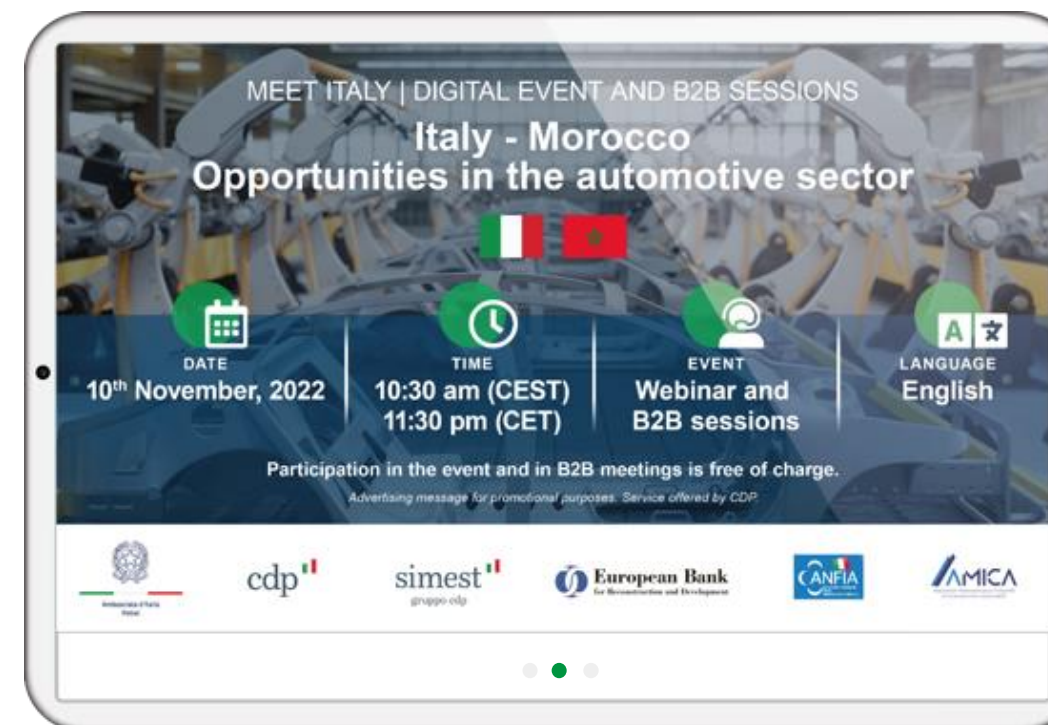 MEET ITALY | DIGITAL EVENT AND B2B SESSIONS
Italy - Morocco
Opportunities in the automotive sector
DATE
10th November, 2022
TIME
10:30 am (CEST)
11:30 pm (CET)
EVENT
Webinar and
B2B sessions
A
LANGUAGE
English
Participation in the event and in B2B meetings is free of charge.
Advertising message for promotional purposes. Service offered by CDP.
Ambasciata d'Italia
Rabat
cdp
simest
gruppo cdp
European Bank
for Reconstruction and Development
ANFIA
AMICA